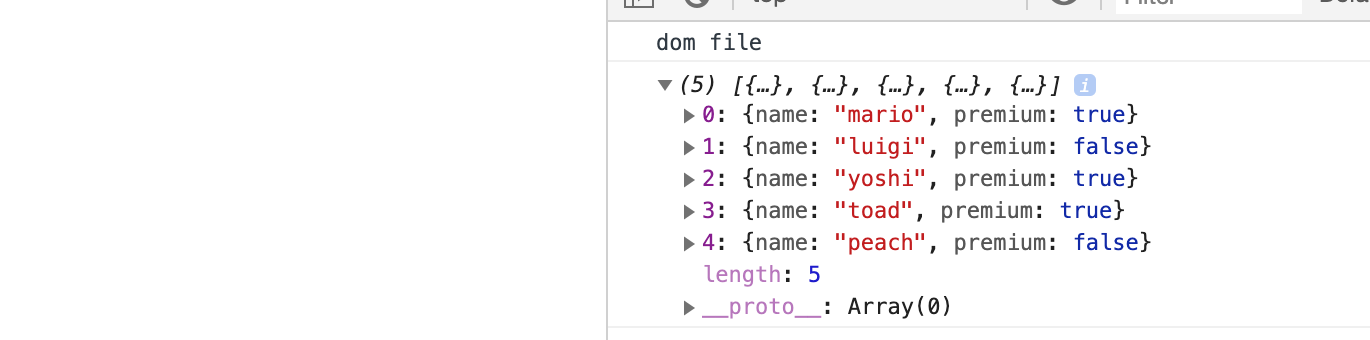 top
Filter
dom file
(5) [{…}, {…}, {…}, {…}, {…}] i
0: {name: "mario", premium: true}
1: {name: "luigi", premium: false}
2: {name: "yoshi", premium: true}
3: {name: "toad", premium: true}
4: {name: "peach", premium: false}
length: 5
__proto__: Array(0)